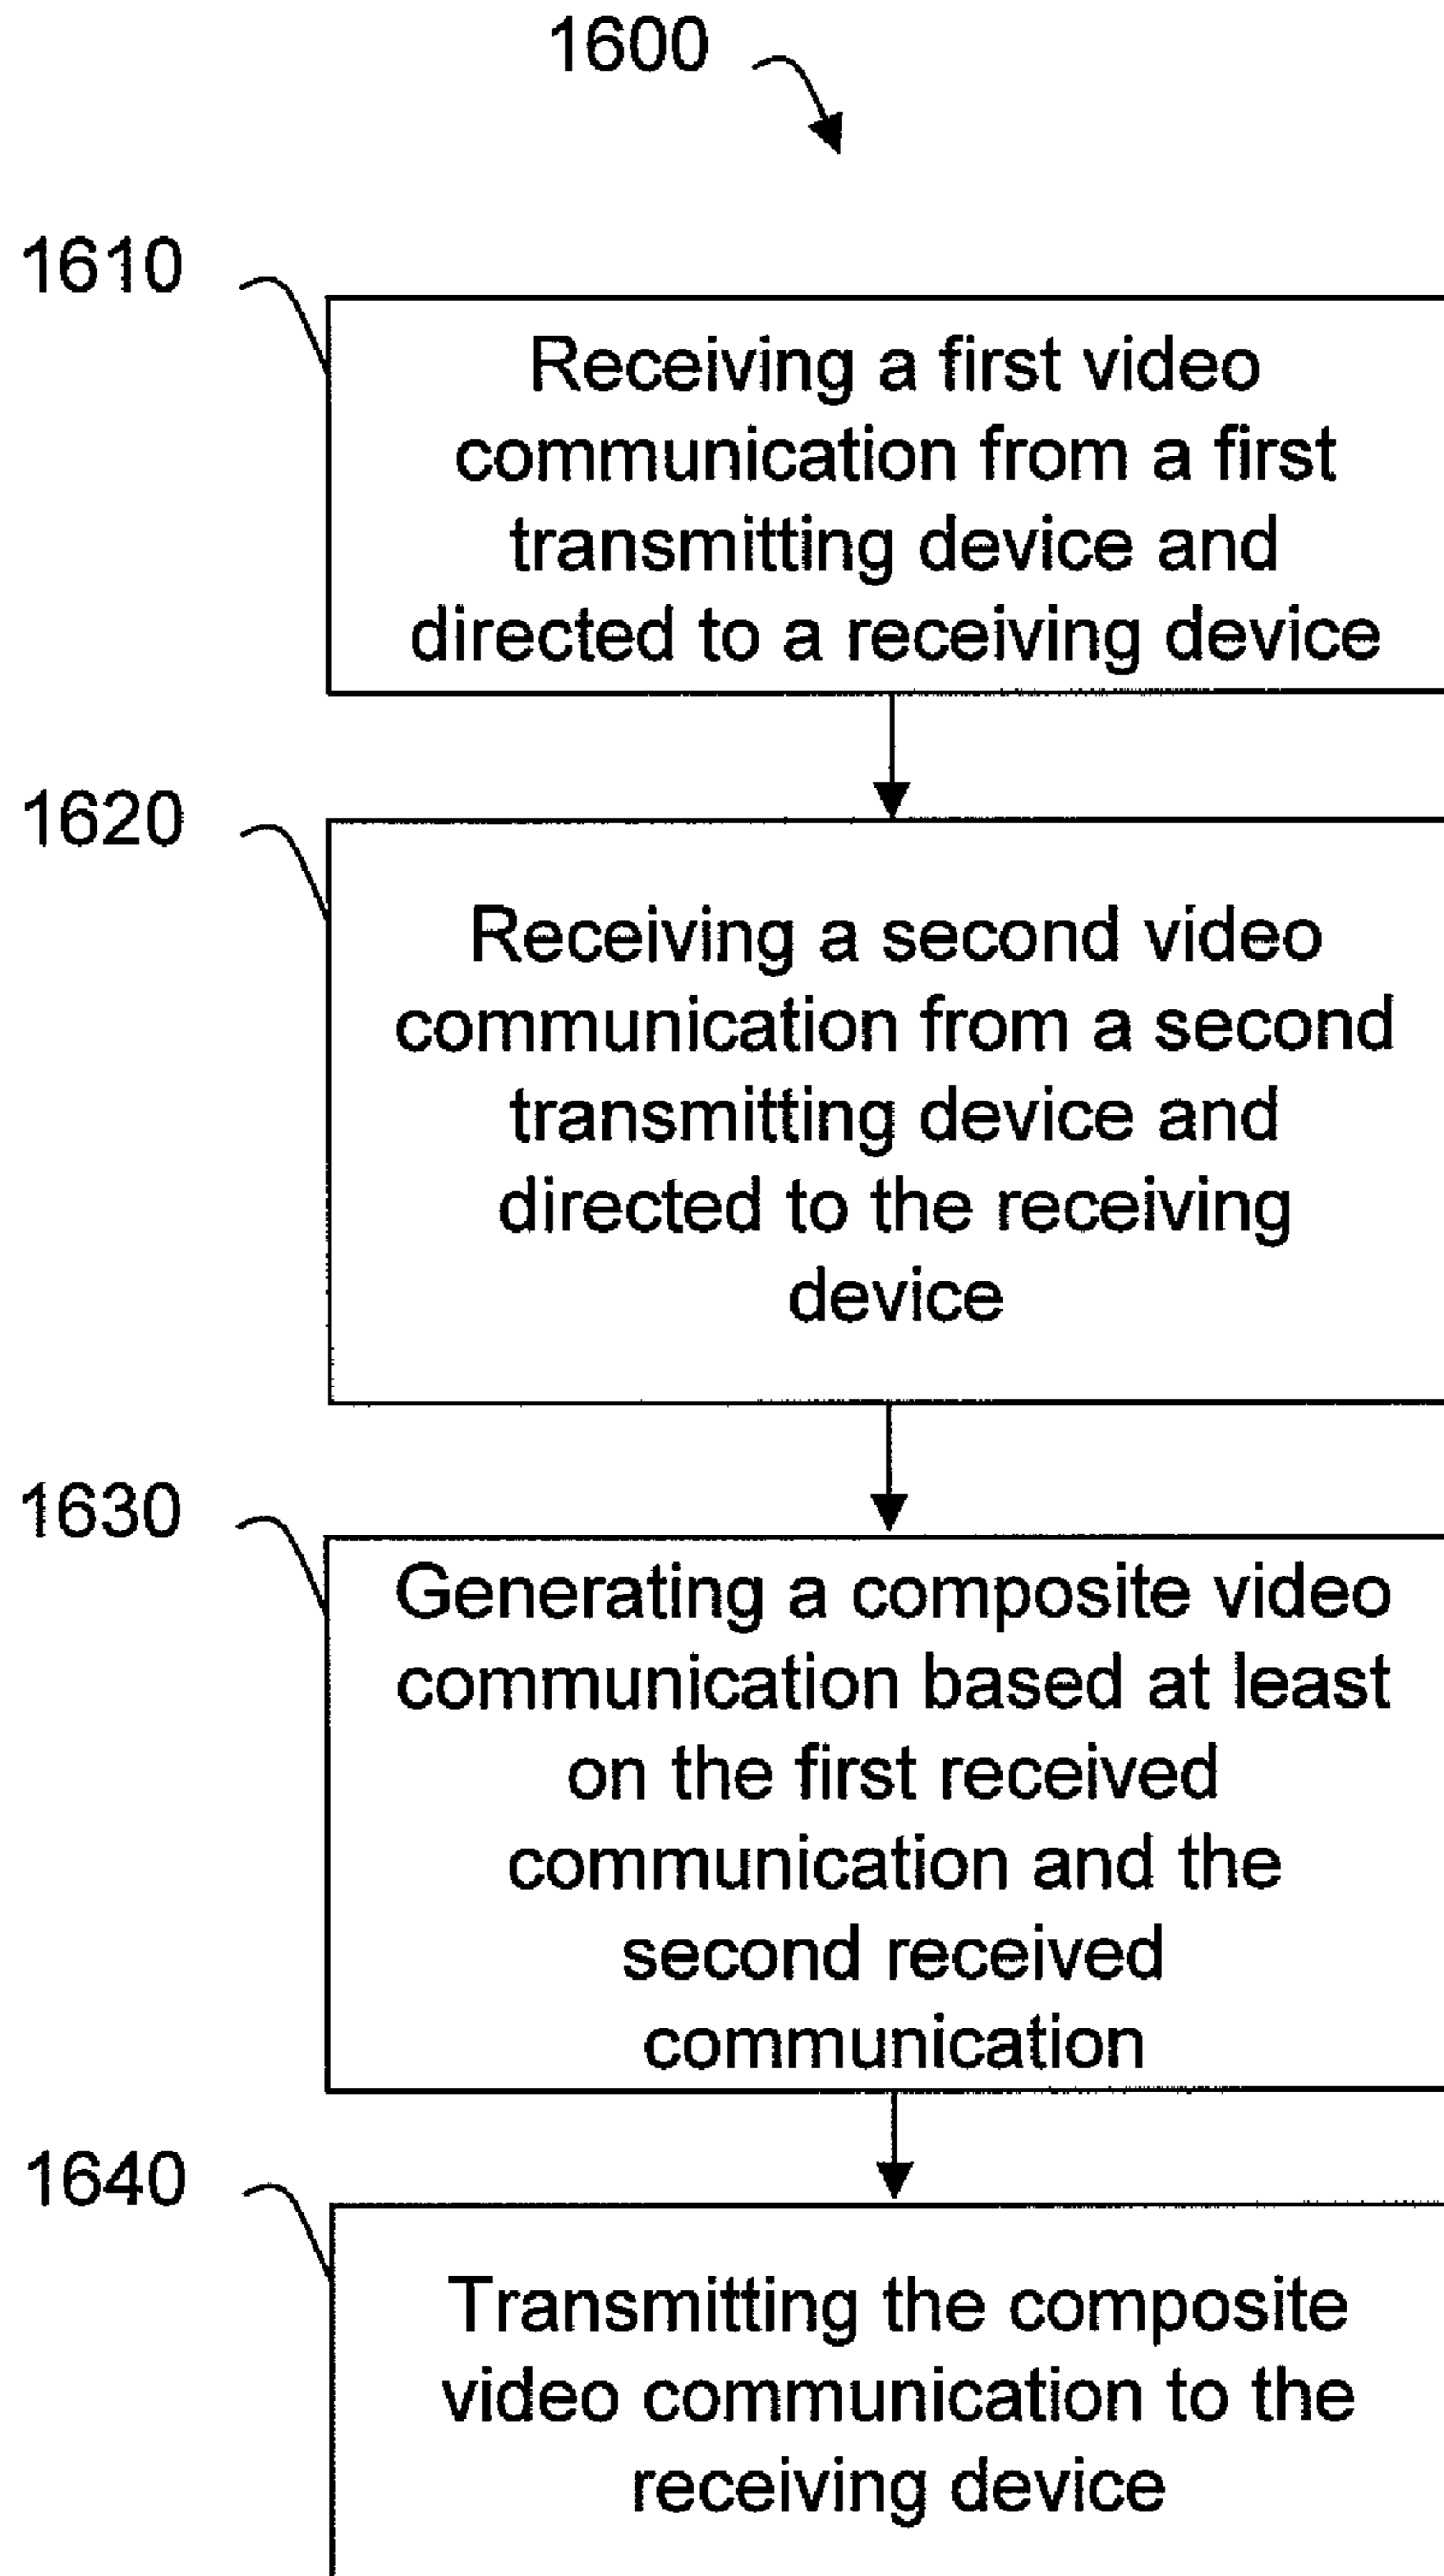 1600
1610
Receiving a first video
communication from a first
transmitting device and
directed to a receiving device
1620
Receiving a second video
communication from a second
transmitting device and
directed to the receiving
device
1630
Generating a composite video
communication based at least
on the first received
communication and the
second received
communication
1640
Transmitting the composite
video communication to the
receiving device